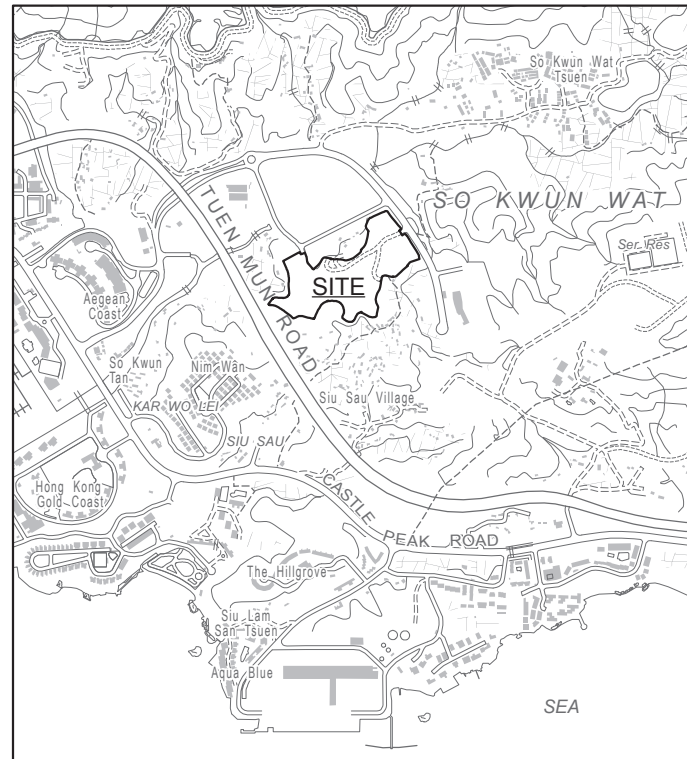 So Kwun Wat
Tsuen
SO KWUN WAT
Ser Res
TUEN MUN ROAD
SITE
Aegean
Coast
So Kwun
Tan
Nim Wan
KAR WO LEI
Siu Sau Village
SIU SAU
Hong Kong
Gold Coast
CASTLE PEAK ROAD
The Hillgrove
Siu Lam
San Tsuen
Aqua Blue
SEA